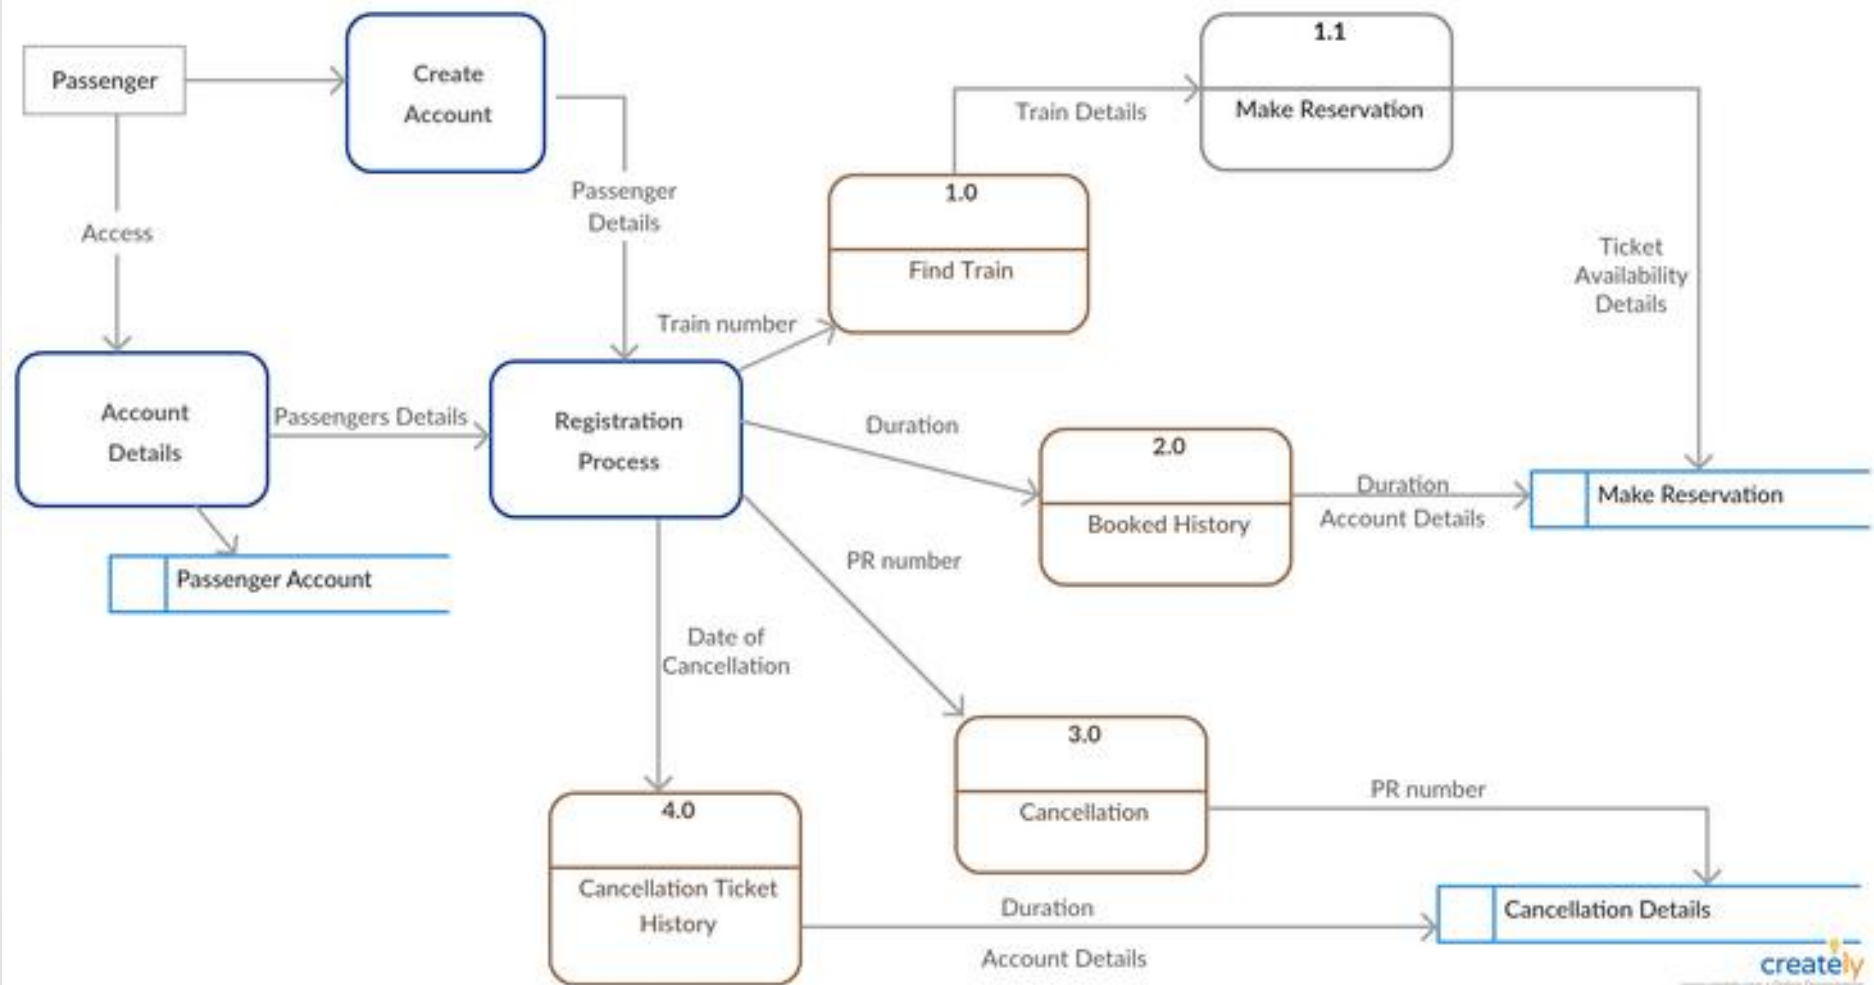 Passenger
Create
Account
1.1
Make Reservation
Train Details
1.0
Find Train
Passenger
Details
Access
Ticket
Availability
Details
Train number
Account
Details
Passengers Details
Registration
Process
Duration
2.0
Booked History
Duration
Account Details
Make Reservation
Passenger Account
PR number
Date of
Cancellation
3.0
Cancellation
PR number
4.0
Cancellation Ticket
History
Duration
Account Details
Cancellation Details
creately